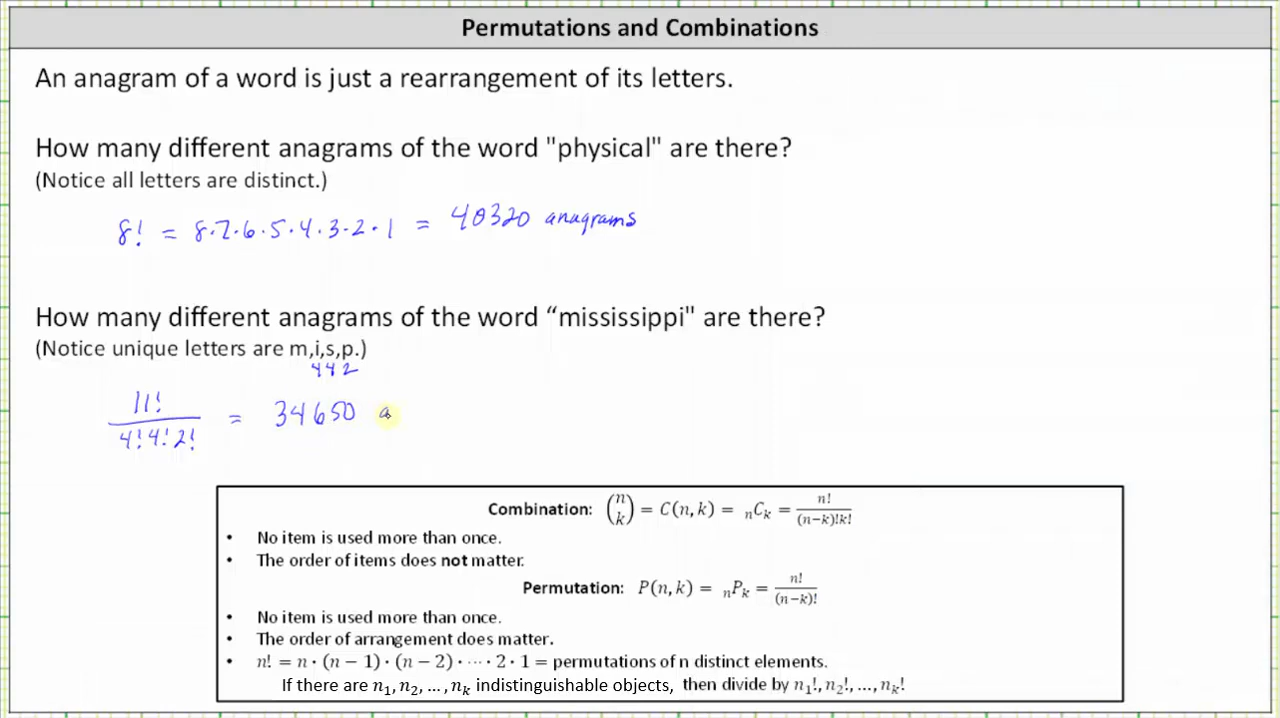 Permutations and Combinations
An anagram of a word is just a rearrangement of its letters.
How many different anagrams of the word "physical" are there?
(Notice all letters are distinct.)
8! = 8·7·6·5·4·3·2·1 = 40320 anagrams
How many different anagrams of the word “mississippi" are there?
(Notice unique letters are m,i,s,p.)
4 4 2
11!
4!4!2!
= 34650 a
Combination: (n k) = C(n, k) = nCk = n!/(n−k)!k!
• No item is used more than once.
• The order of items does not matter.
Permutation: P(n, k) = nPk = n!/(n−k)!
• No item is used more than once.
• The order of arrangement does matter.
• n! = n · (n − 1) · (n − 2) · ⋯ · 2 · 1 = permutations of n distinct elements.
If there are n₁, n₂, …, nₖ indistinguishable objects, then divide by n₁!, n₂!, …, nₖ!